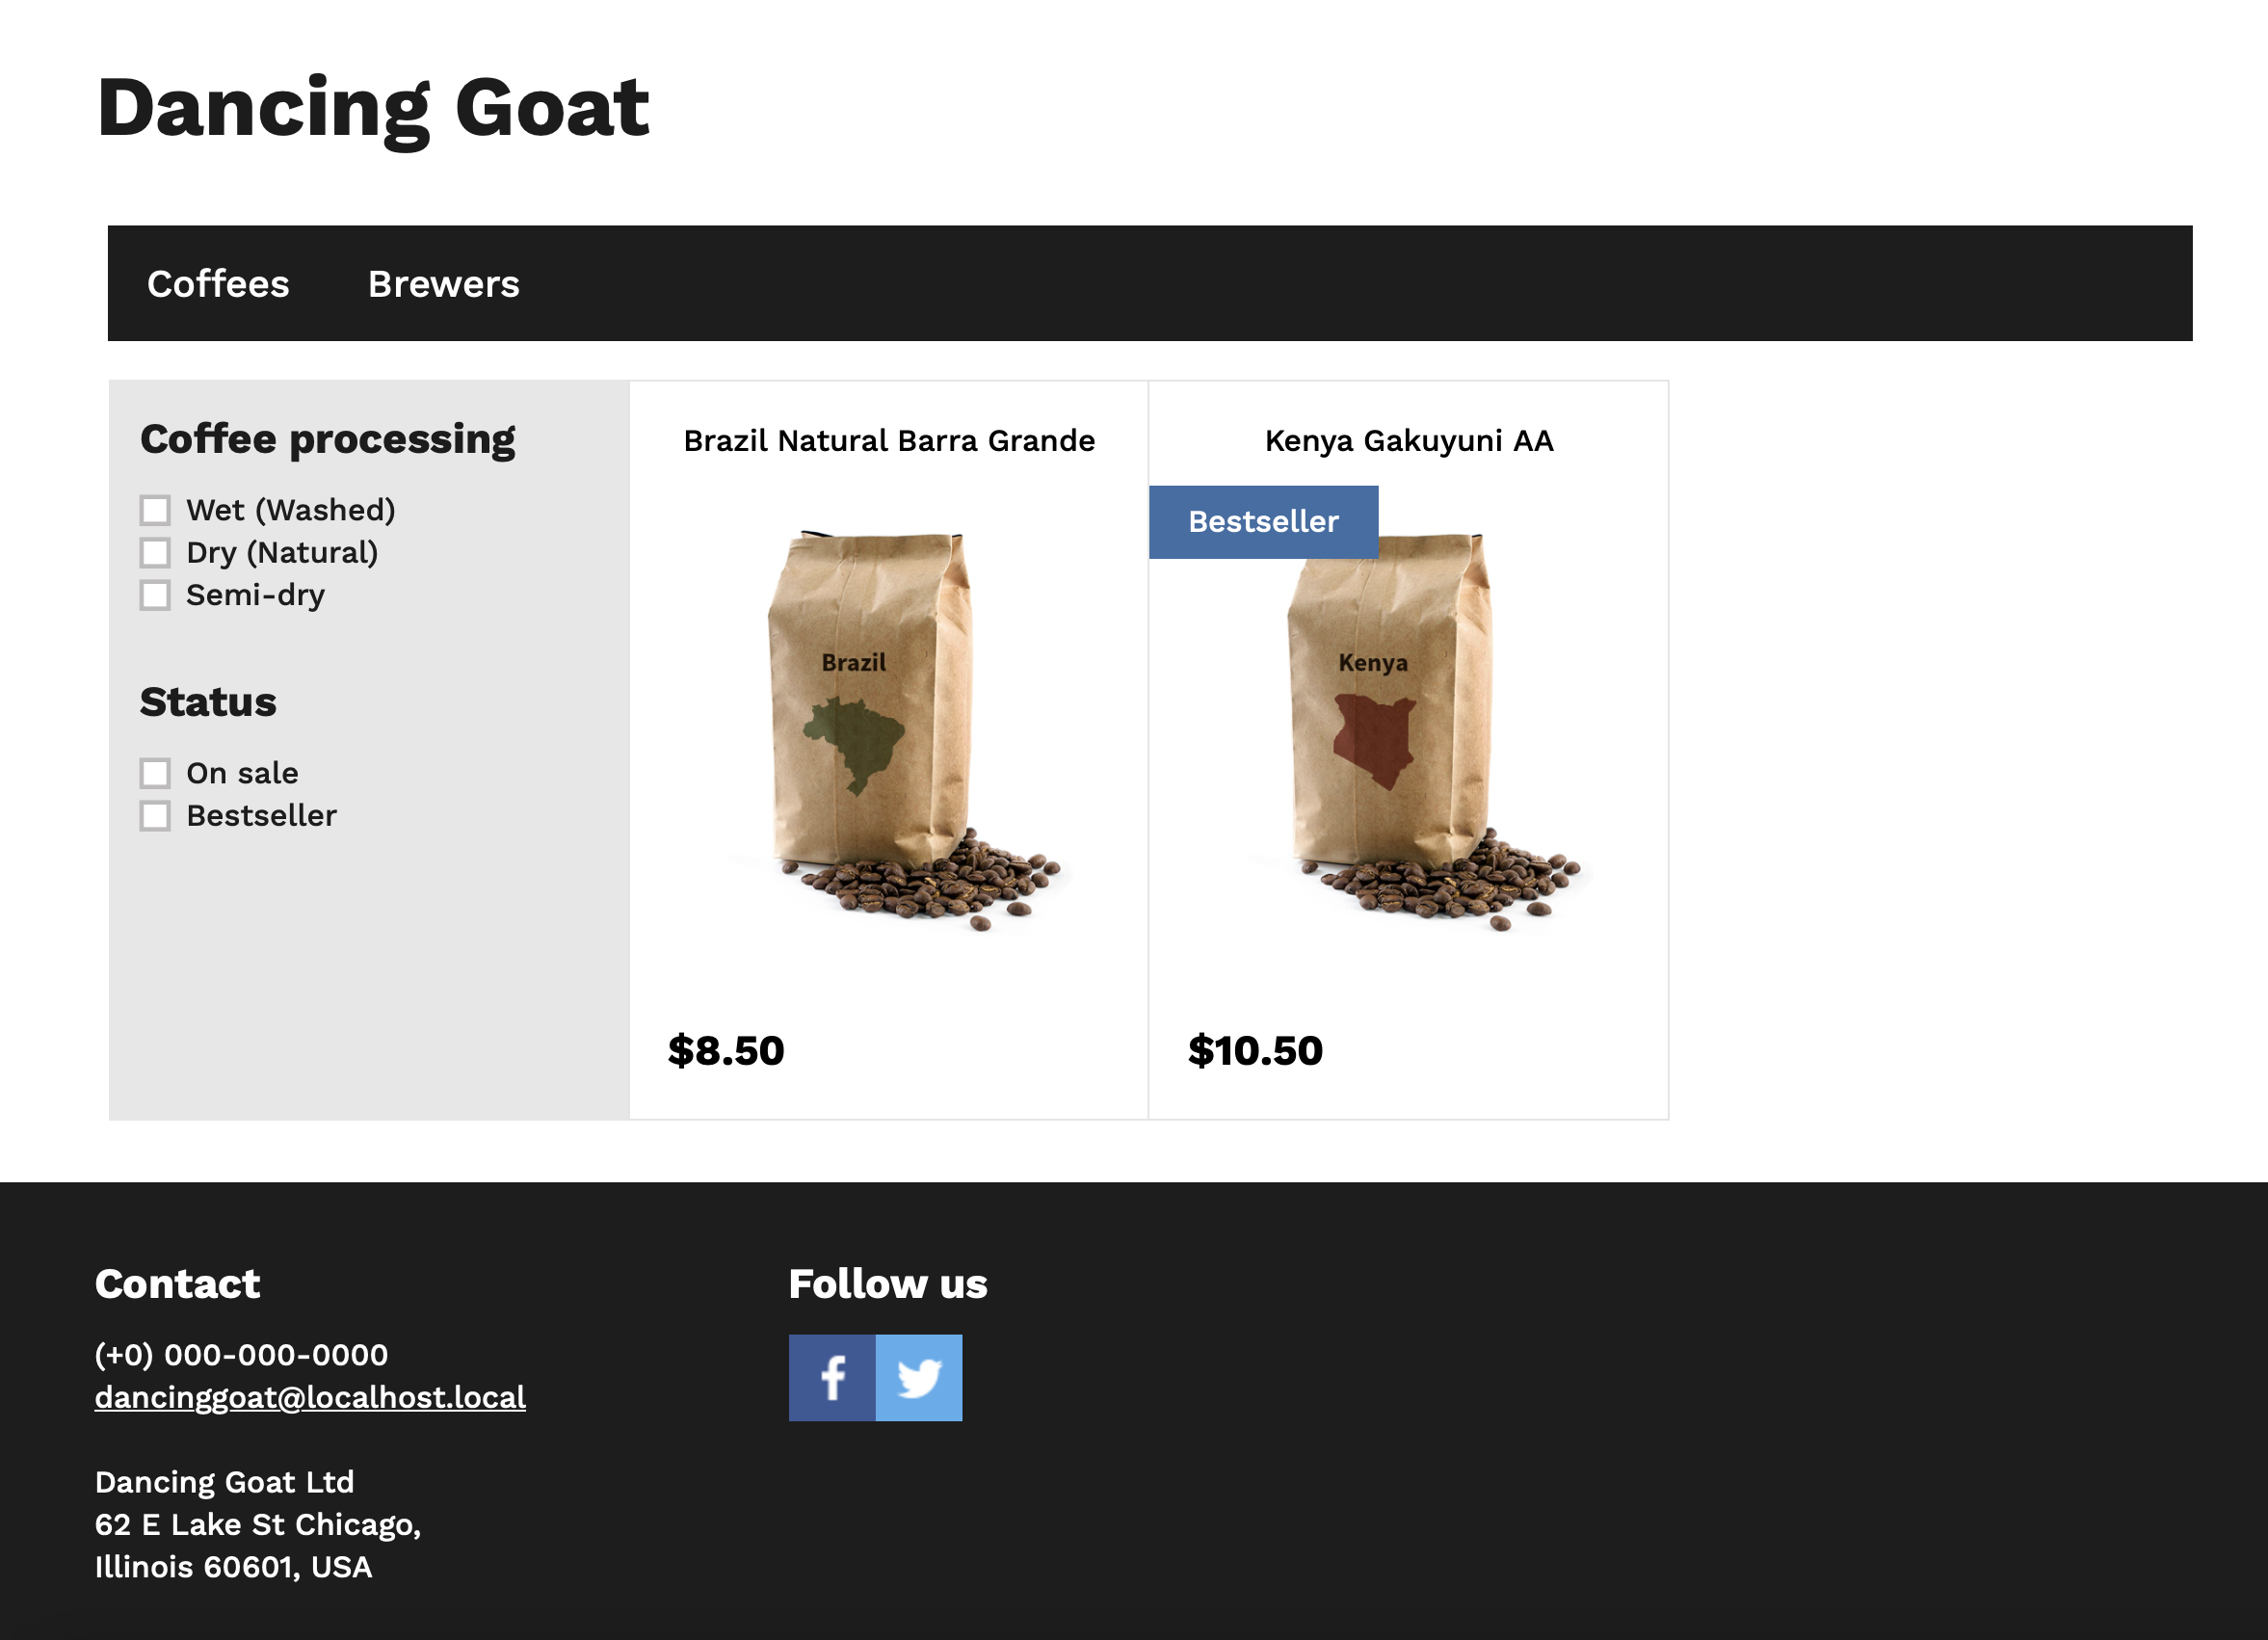 Dancing Goat
Coffees
Brewers
Coffee processing
Wet (Washed)
Dry (Natural)
Semi-dry
Status
On sale
Bestseller
Brazil Natural Barra Grande
Brazil
$8.50
Kenya Gakuyuni AA
Bestseller
Kenya
$10.50
Contact
(+0) 000-000-0000
dancinggoat@localhost.local
Dancing Goat Ltd
62 E Lake St Chicago,
Illinois 60601, USA
Follow us